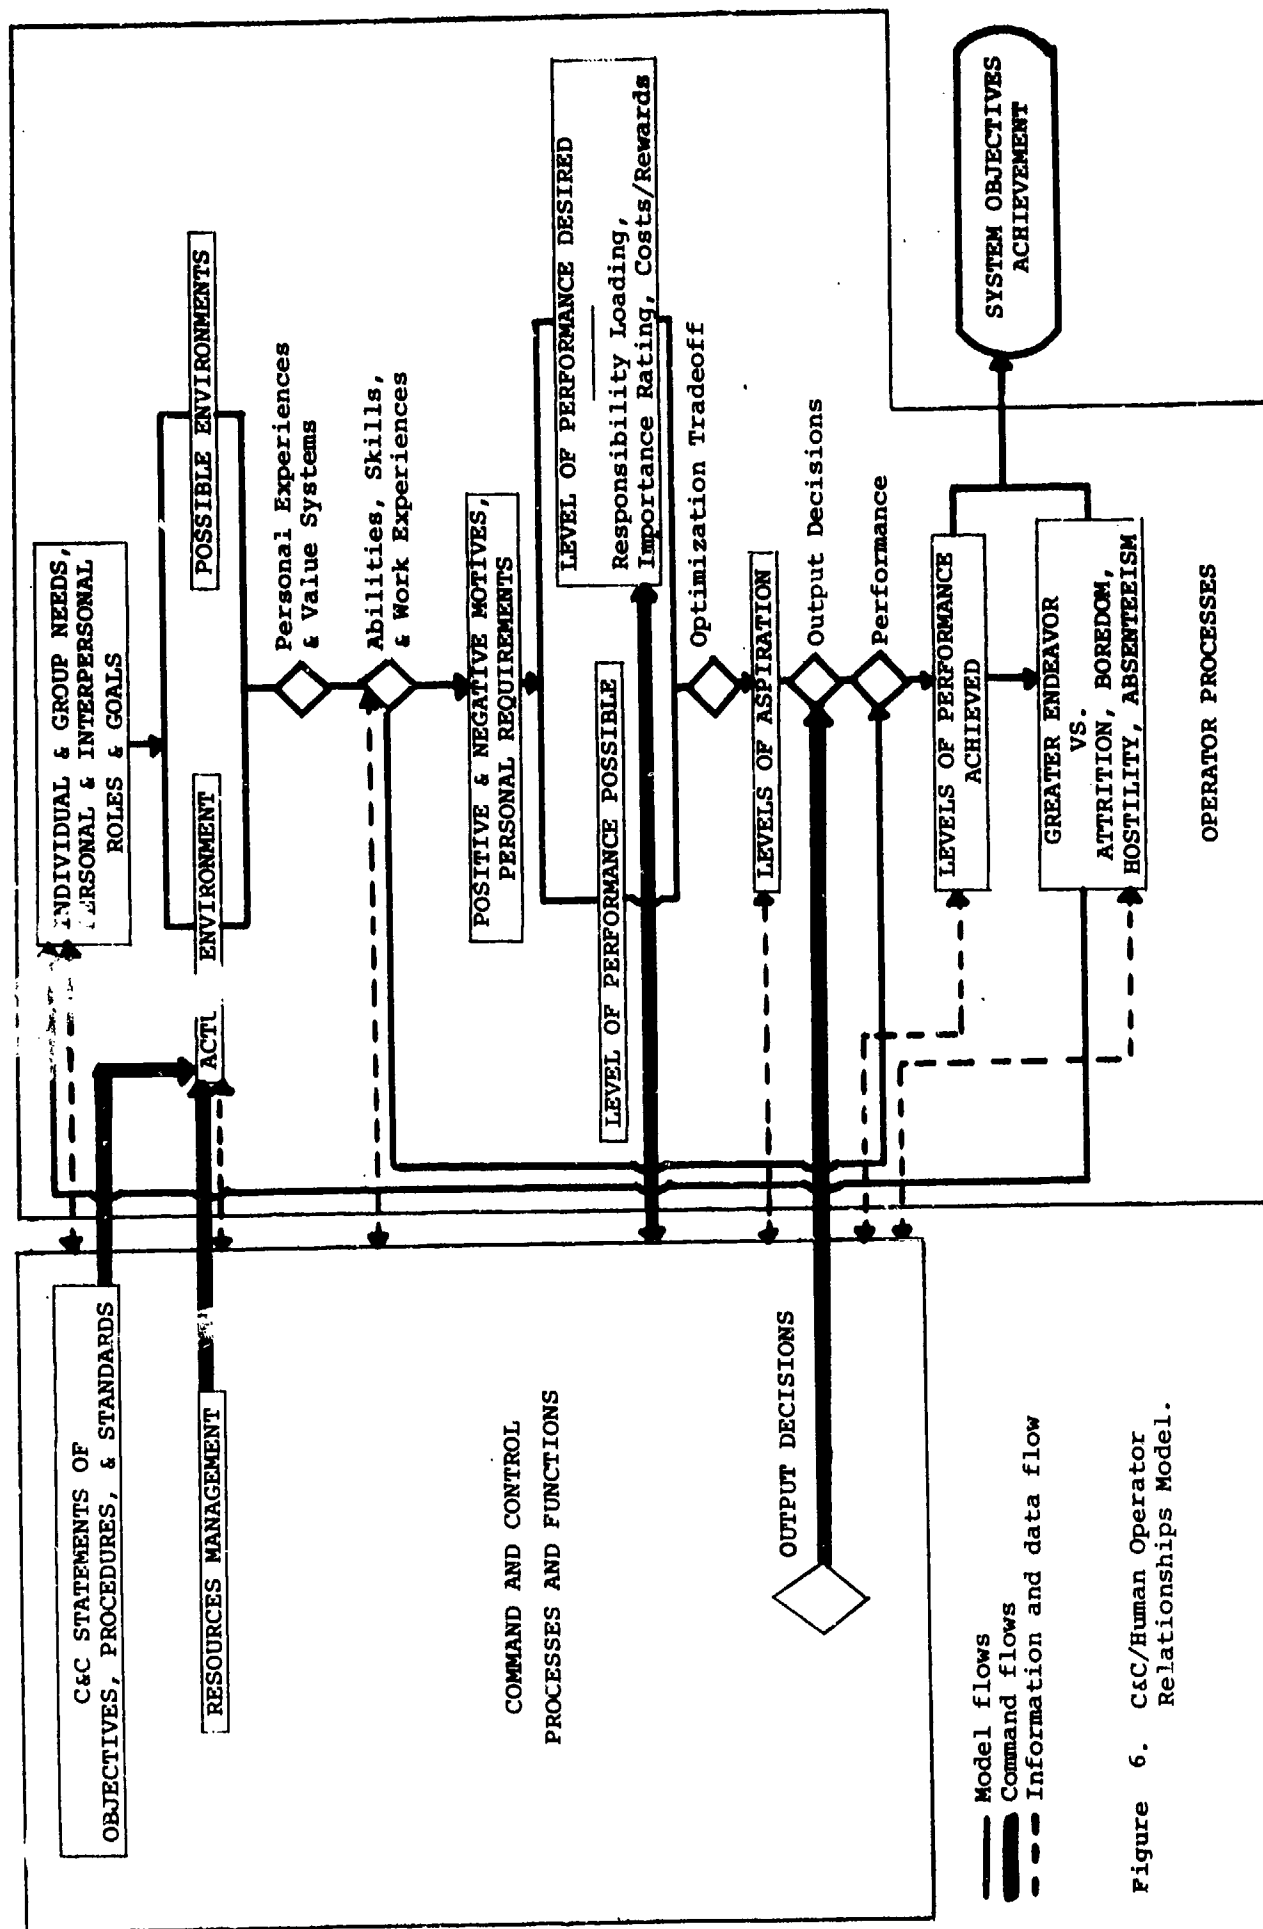 C&C STATEMENTS OF
OBJECTIVES, PROCEDURES, & STANDARDS
RESOURCES MANAGEMENT
COMMAND AND CONTROL
PROCESSES AND FUNCTIONS
OUTPUT DECISIONS
INDIVIDUAL & GROUP NEEDS,
PERSONAL & INTERPERSONAL
ROLES & GOALS
ACTU ENVIRONMENT
POSSIBLE ENVIRONMENTS
Personal Experiences
& Value Systems
Abilities, Skills,
& Work Experiences
POSITIVE & NEGATIVE MOTIVES,
PERSONAL REQUIREMENTS
LEVEL OF PERFORMANCE POSSIBLE
LEVEL OF PERFORMANCE DESIRED
Responsibility Loading,
Importance Rating, Costs/Rewards
Optimization Tradeoff
LEVELS OF ASPIRATION
Output Decisions
Performance
LEVELS OF PERFORMANCE
ACHIEVED
GREATER ENDEAVOR
VS.
ATTRITION, BOREDOM,
HOSTILITY, ABSENTEEISM
SYSTEM OBJECTIVES
ACHIEVEMENT
OPERATOR PROCESSES
Model flows
Command flows
Information and data flow
Figure 6. C&C/Human Operator
Relationships Model.